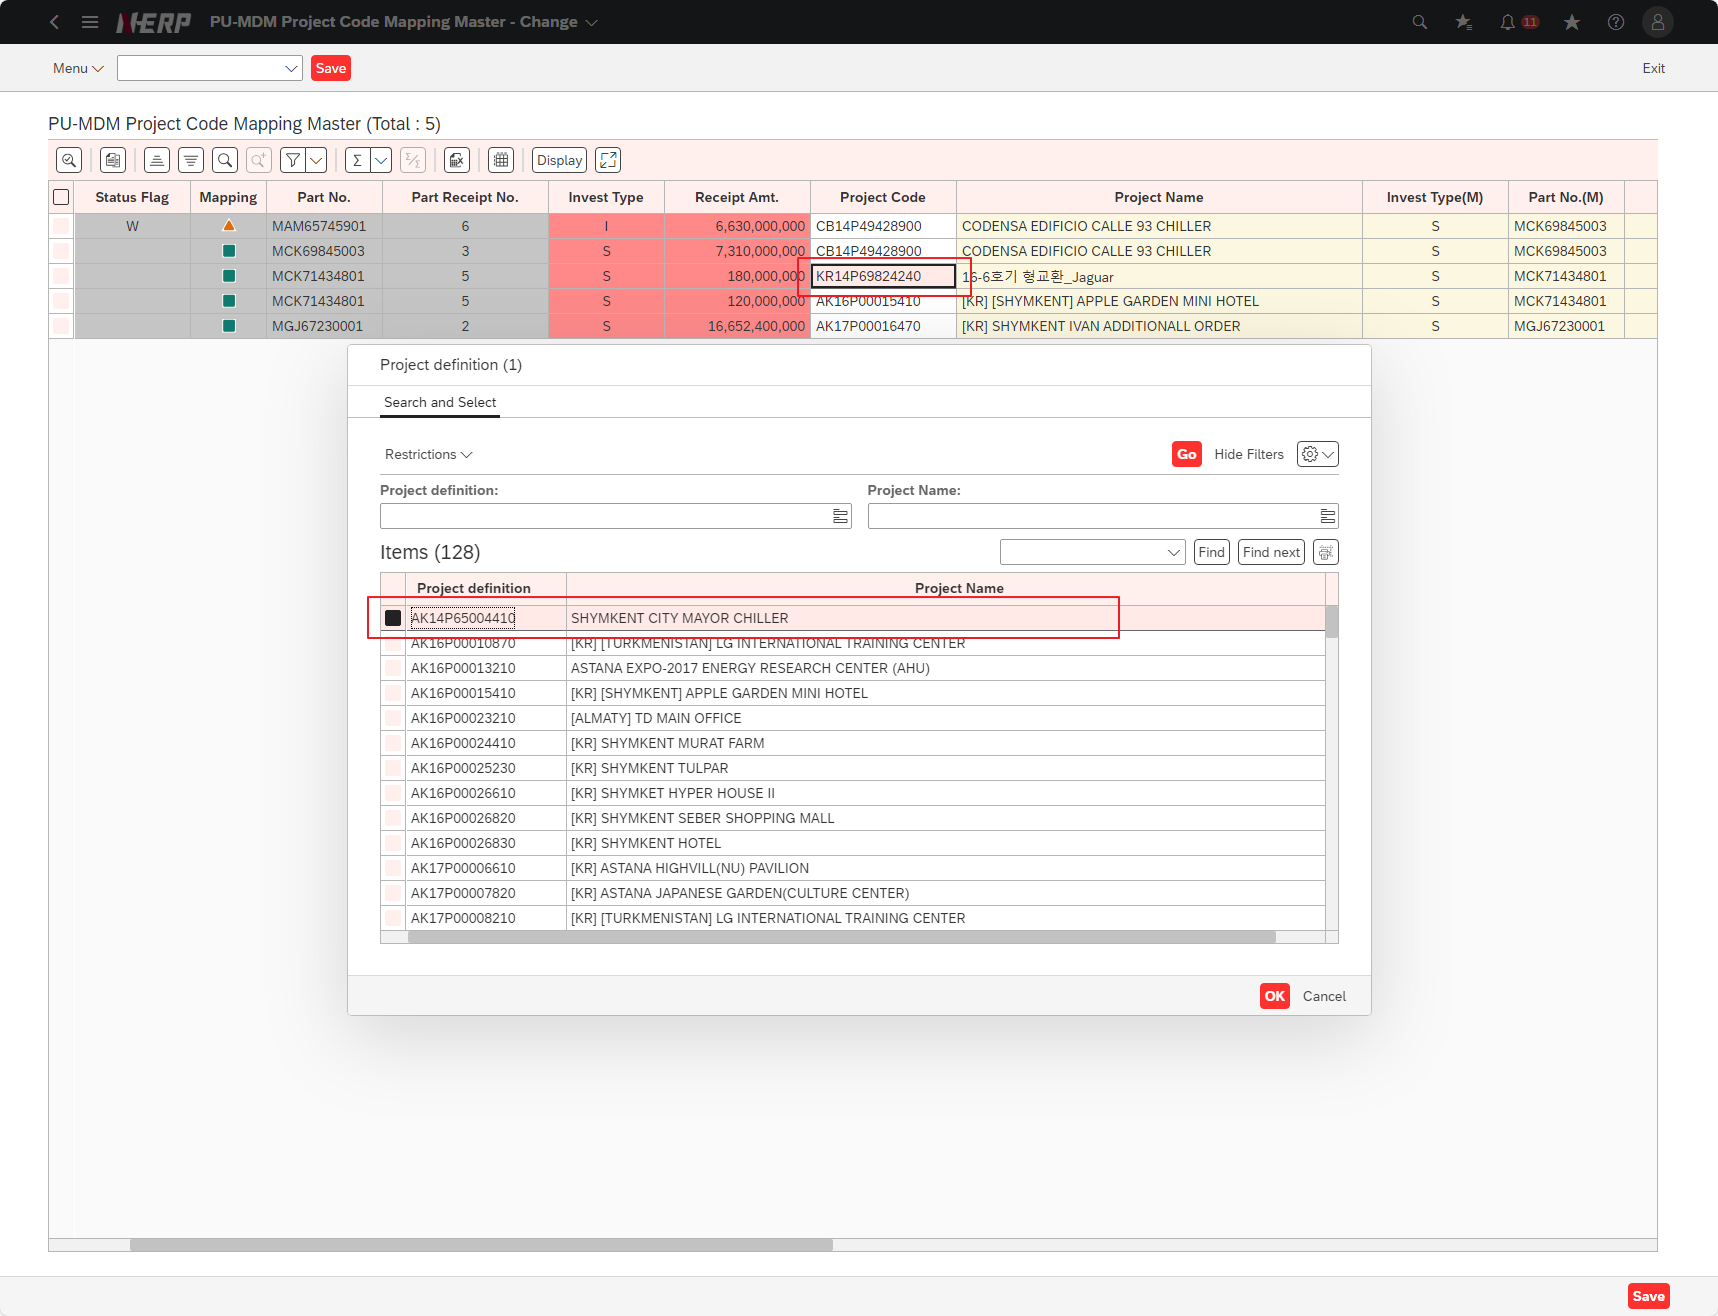 NERP PU-MDM Project Code Mapping Master - Change 11
Menu Save Exit
PU-MDM Project Code Mapping Master (Total : 5)
Display
Status Flag Mapping Part No. Part Receipt No. Invest Type Receipt Amt. Project Code Project Name Invest Type(M) Part No.(M)
W MAM65745901 6 I 6,630,000,000 CB14P49428900 CODENSA EDIFICIO CALLE 93 CHILLER S MCK69845003
MCK69845003 3 S 7,310,000,000 CB14P49428900 CODENSA EDIFICIO CALLE 93 CHILLER S MCK69845003
MCK71434801 5 S 180,000,000 KR14P69824240 16-6호기 형교환_Jaguar S MCK71434801
MCK71434801 5 S 120,000,000 AK16P00015410 [KR] [SHYMKENT] APPLE GARDEN MINI HOTEL S MCK71434801
MGJ67230001 2 S 16,652,400,000 AK17P00016470 [KR] SHYMKENT IVAN ADDITIONALL ORDER S MGJ67230001
Project definition (1)
Search and Select
Restrictions Go Hide Filters
Project definition: Project Name:
Items (128) Find Find next
Project definition Project Name
AK14P65004410 SHYMKENT CITY MAYOR CHILLER
AK16P00010870 [KR] [TURKMENISTAN] LG INTERNATIONAL TRAINING CENTER
AK16P00013210 ASTANA EXPO-2017 ENERGY RESEARCH CENTER (AHU)
AK16P00015410 [KR] [SHYMKENT] APPLE GARDEN MINI HOTEL
AK16P00023210 [ALMATY] TD MAIN OFFICE
AK16P00024410 [KR] SHYMKENT MURAT FARM
AK16P00025230 [KR] SHYMKENT TULPAR
AK16P00026610 [KR] SHYMKET HYPER HOUSE II
AK16P00026820 [KR] SHYMKENT SEBER SHOPPING MALL
AK16P00026830 [KR] SHYMKENT HOTEL
AK17P00006610 [KR] ASTANA HIGHVILL(NU) PAVILION
AK17P00007820 [KR] ASTANA JAPANESE GARDEN(CULTURE CENTER)
AK17P00008210 [KR] [TURKMENISTAN] LG INTERNATIONAL TRAINING CENTER
OK Cancel
Save